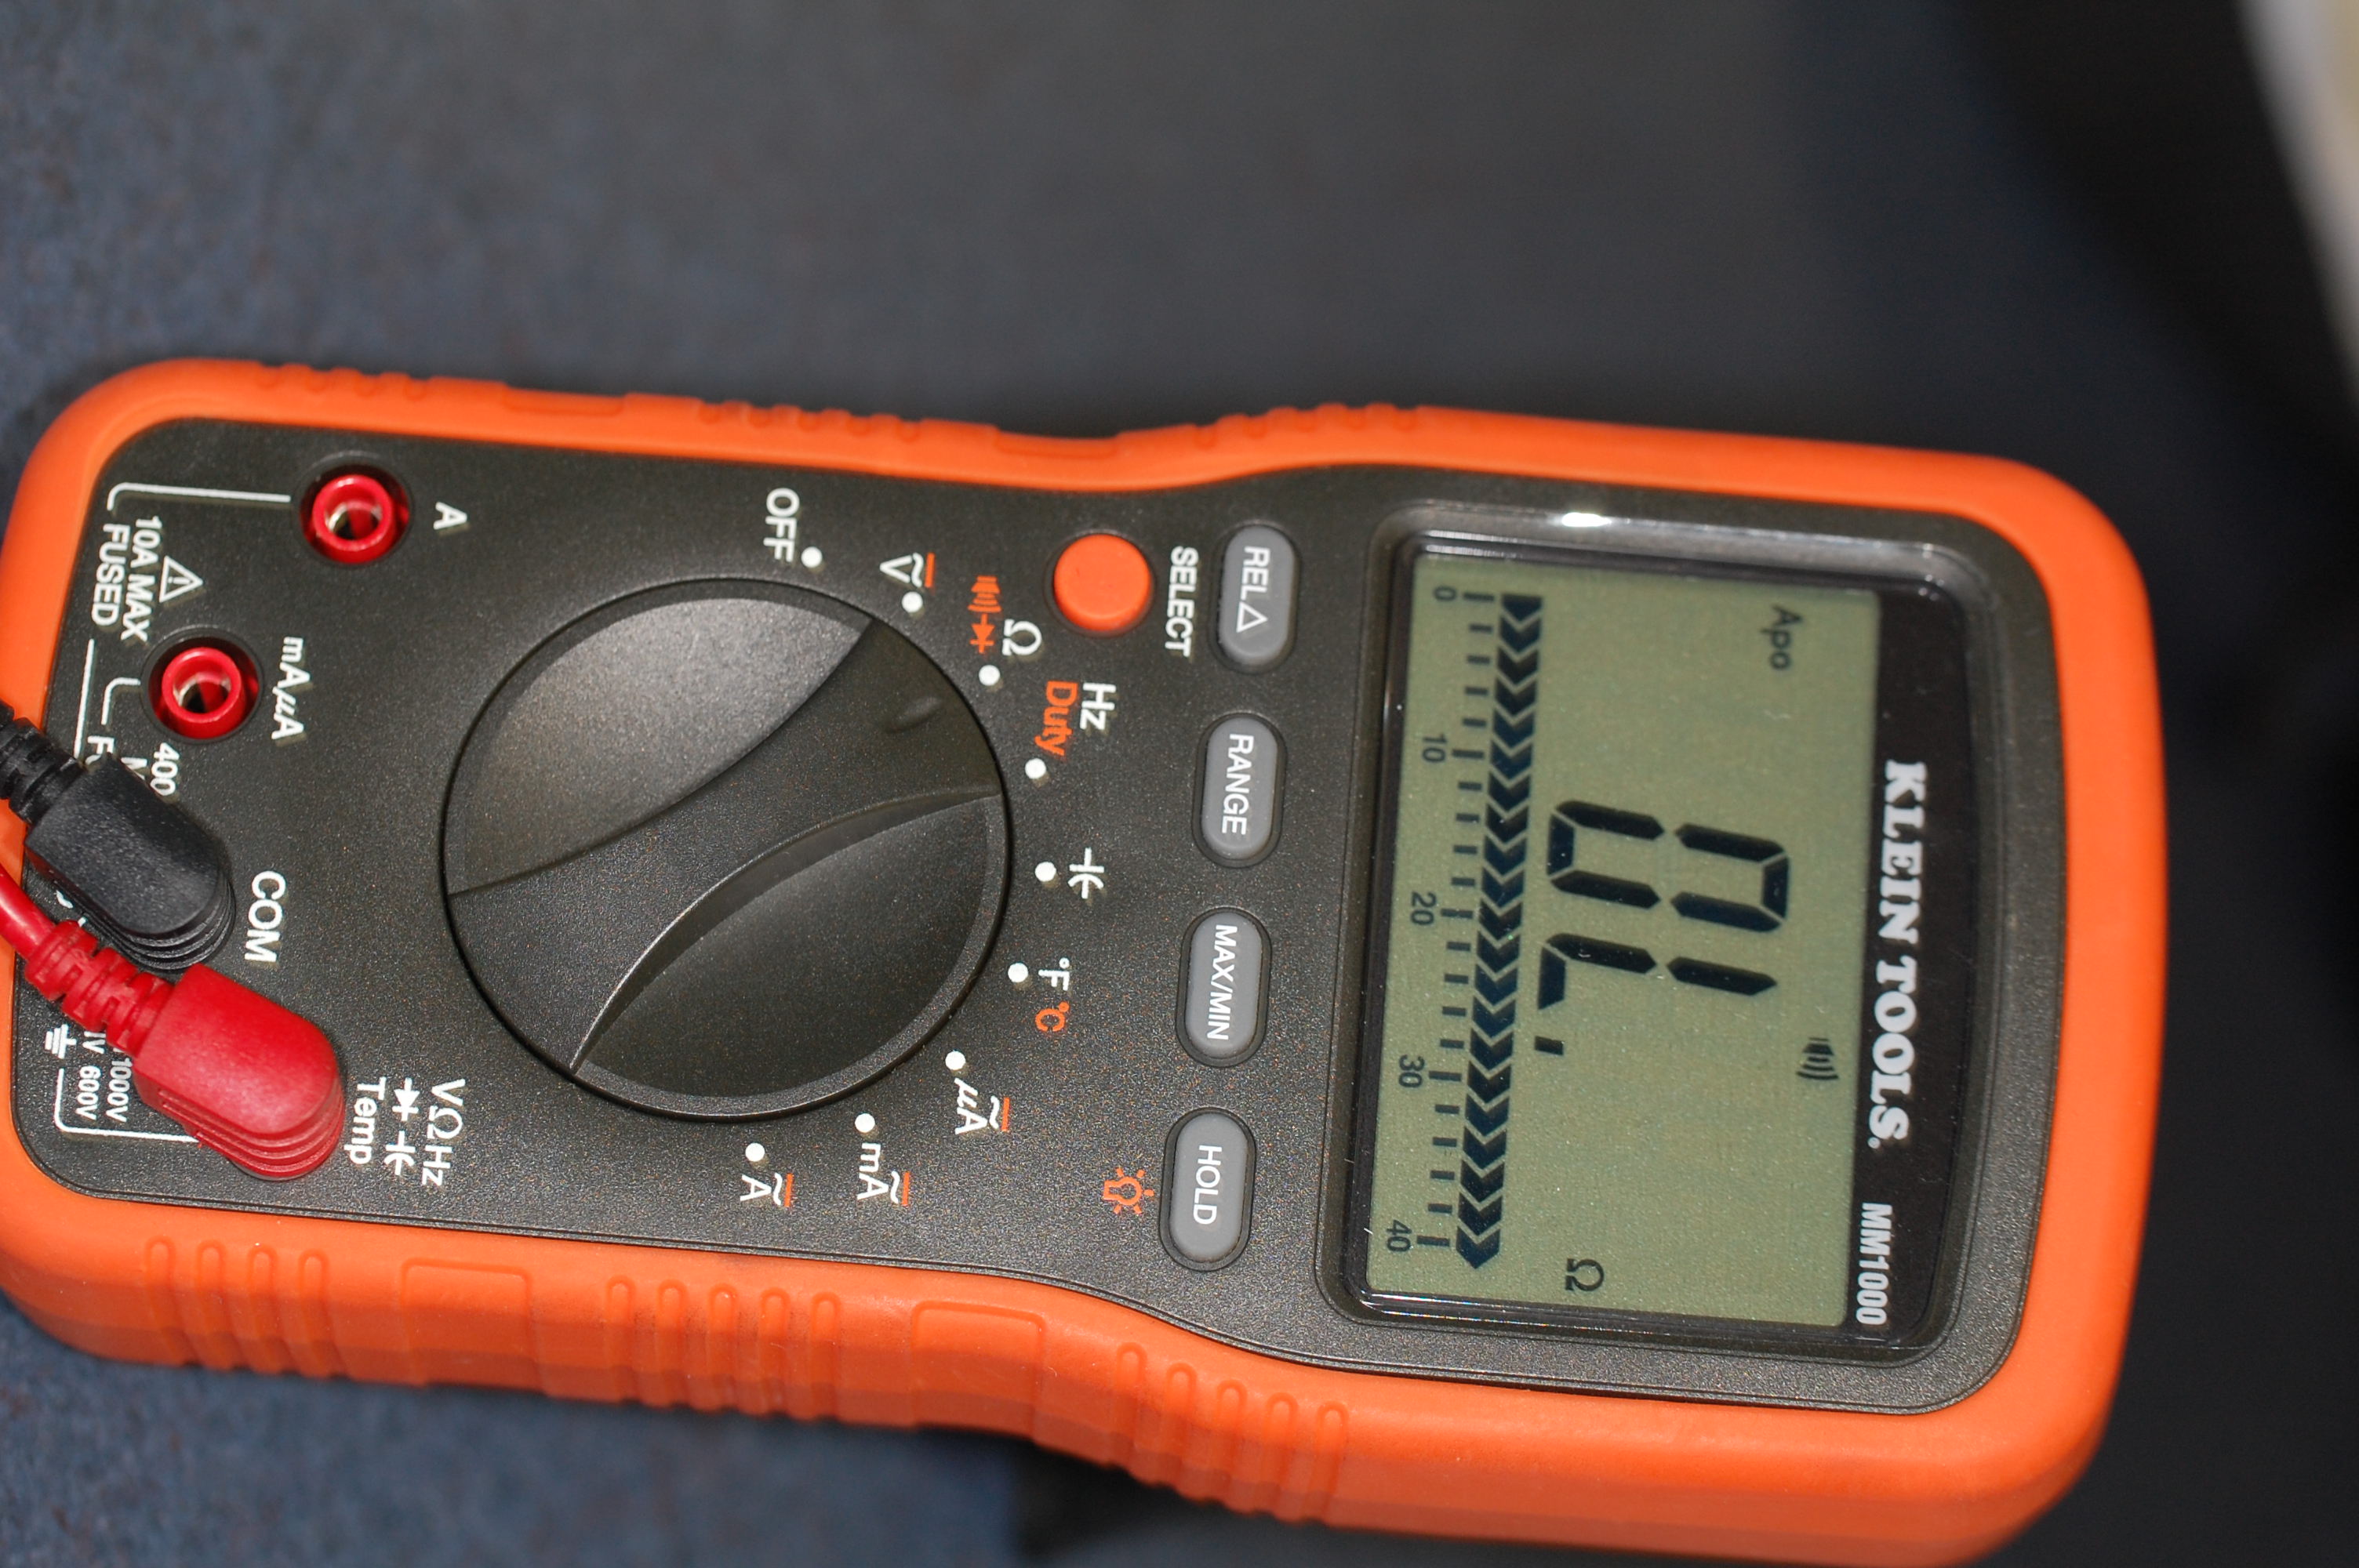 KLEIN TOOLS. MM1000
Apo
0L.
Ω
0 10 20 30 40
REL△ RANGE MAX/MIN HOLD
SELECT
Hz
Duty
°F °C
Ω
μA
V
mA
OFF
A
A
VΩHz
Temp
mAμA
COM
400
10A MAX
FUSED
1000V
600V